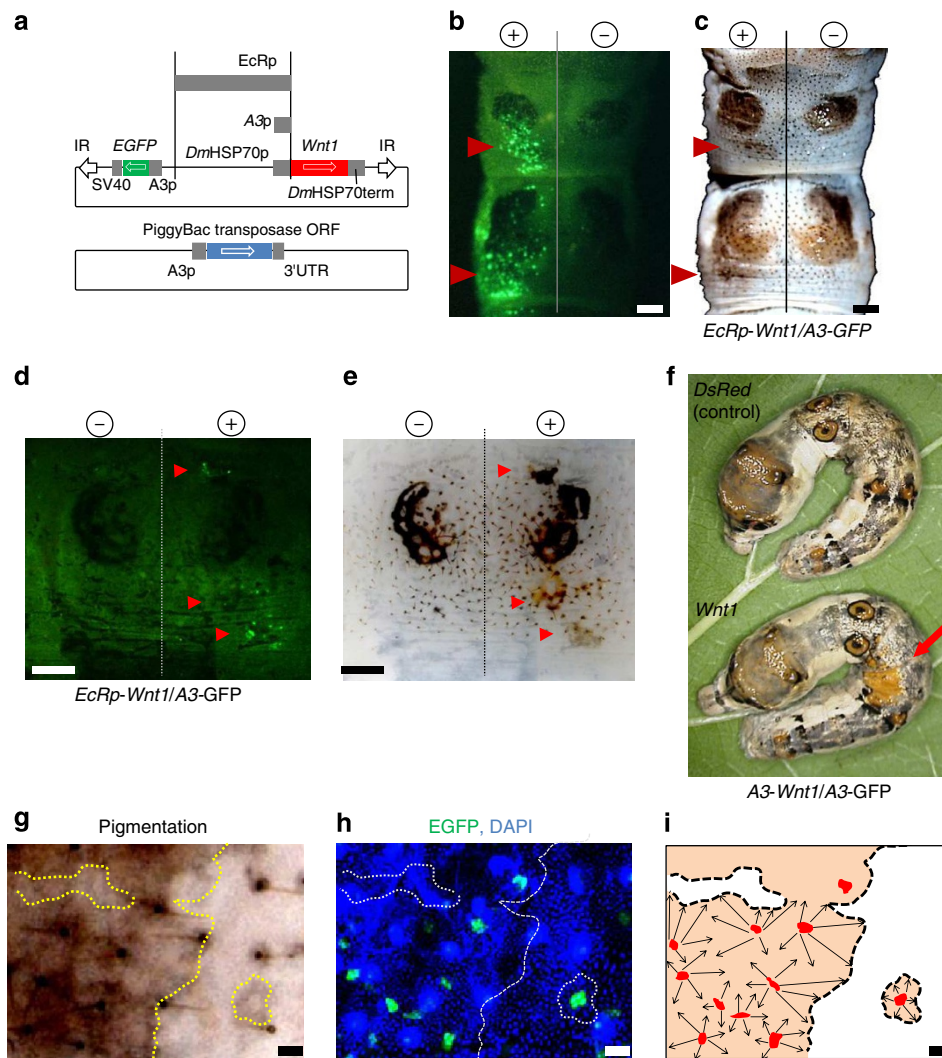 a
EcRp
A3p
IR EGFP DmHSP70p Wnt1 IR
SV40 A3p DmHSP70term
PiggyBac transposase ORF
A3p 3'UTR
b
+ −
c
+ −
EcRp-Wnt1/A3-GFP
d
− +
EcRp-Wnt1/A3-GFP
e
− +
f
DsRed
(control)
Wnt1
A3-Wnt1/A3-GFP
g
Pigmentation
h
EGFP, DAPI
i